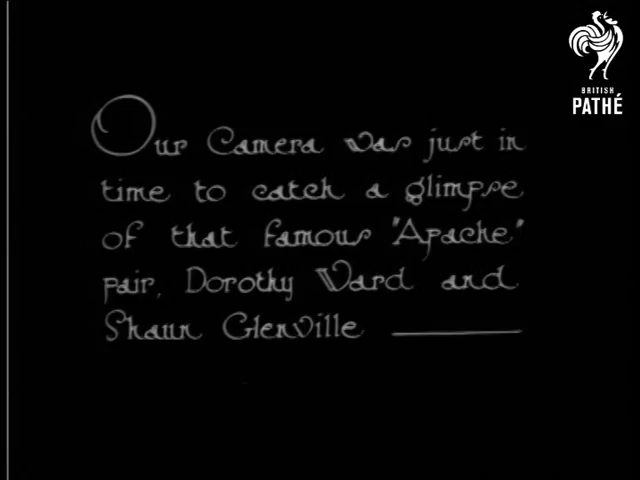 BRITISH
PATHÉ
Our Camera was just in
time to catch a glimpse
of that famous "Apache"
pair, Dorothy Ward and
Shaun Glenville